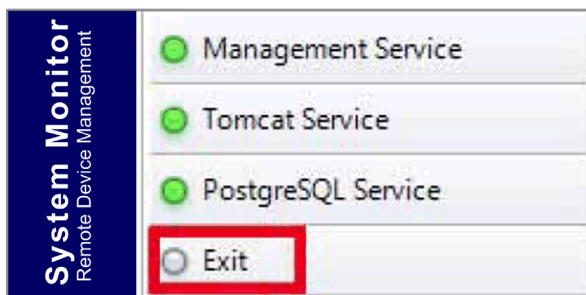 System Monitor
Remote Device Management
Management Service
Tomcat Service
PostgreSQL Service
Exit